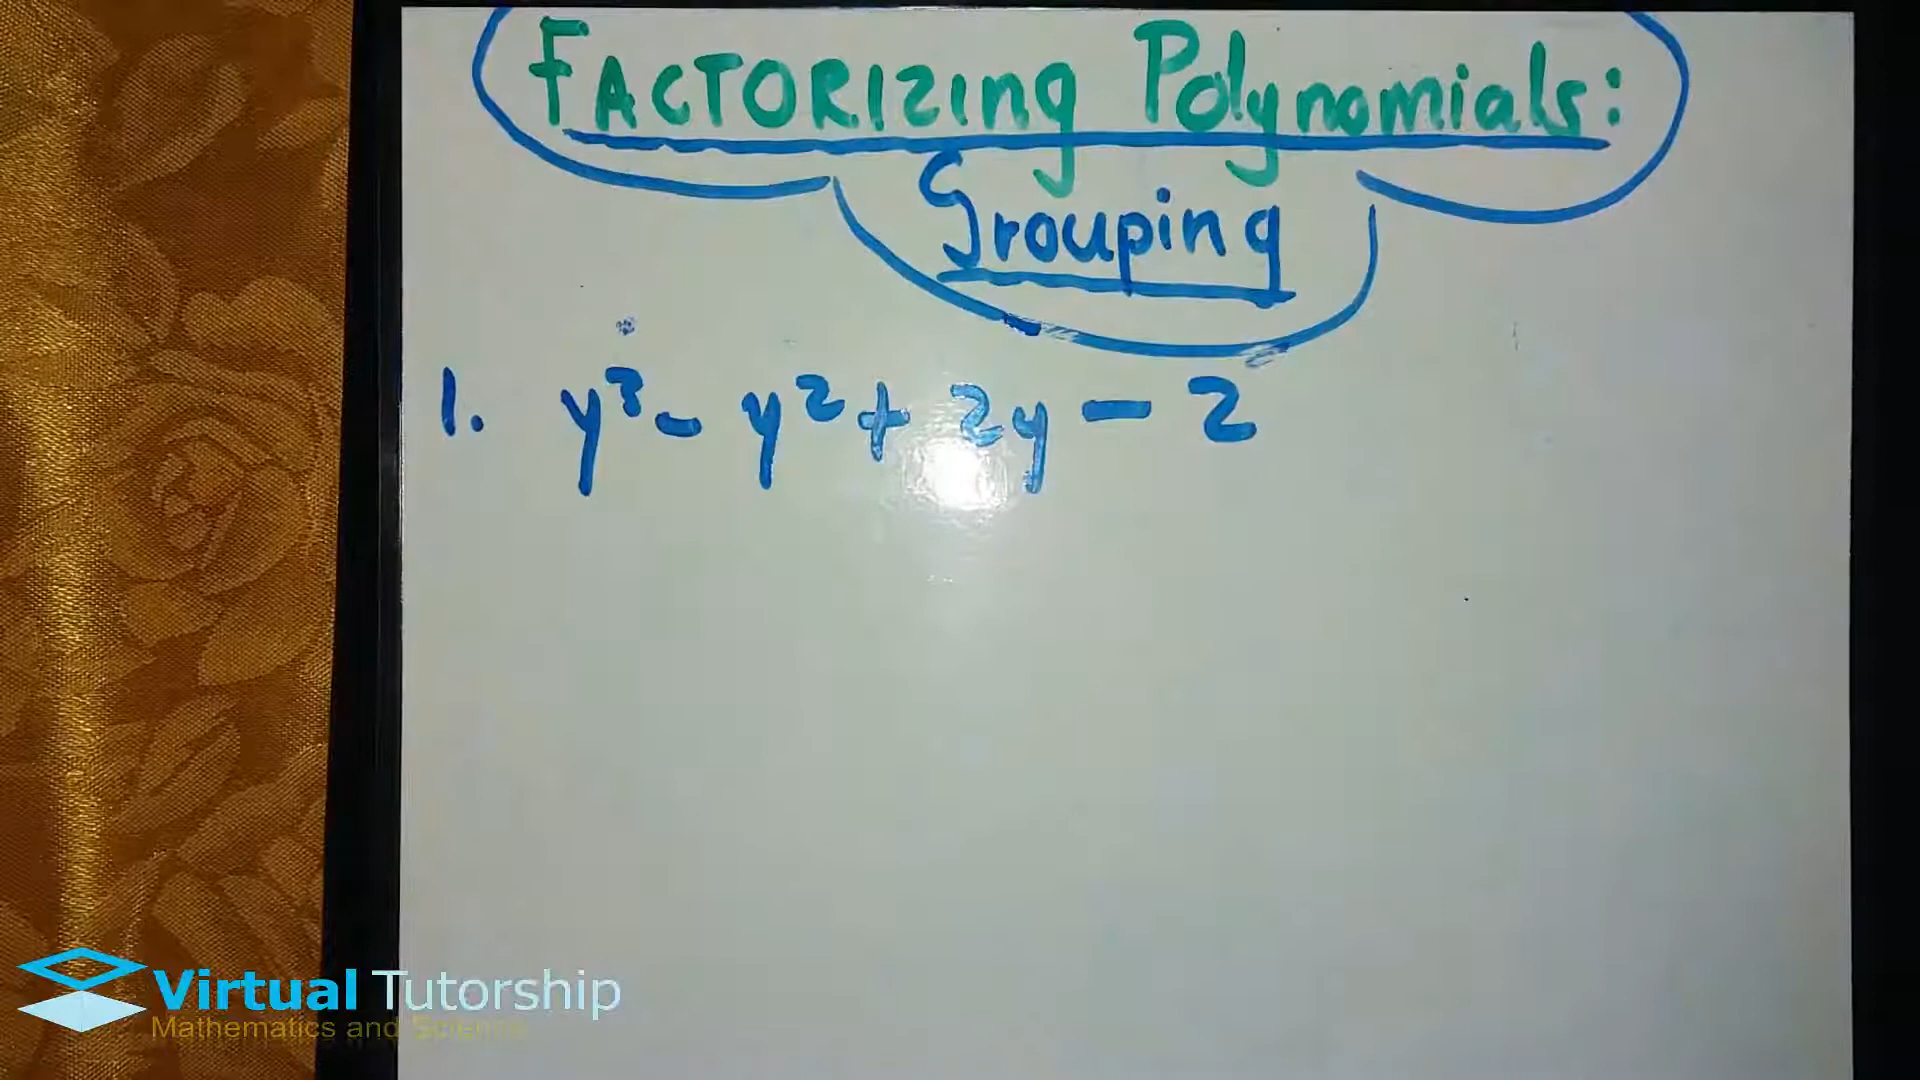 FACTORIZING Polynomials:
Grouping
1. y³ - y² + 2y - 2
Virtual Tutorship
Mathematics and Science